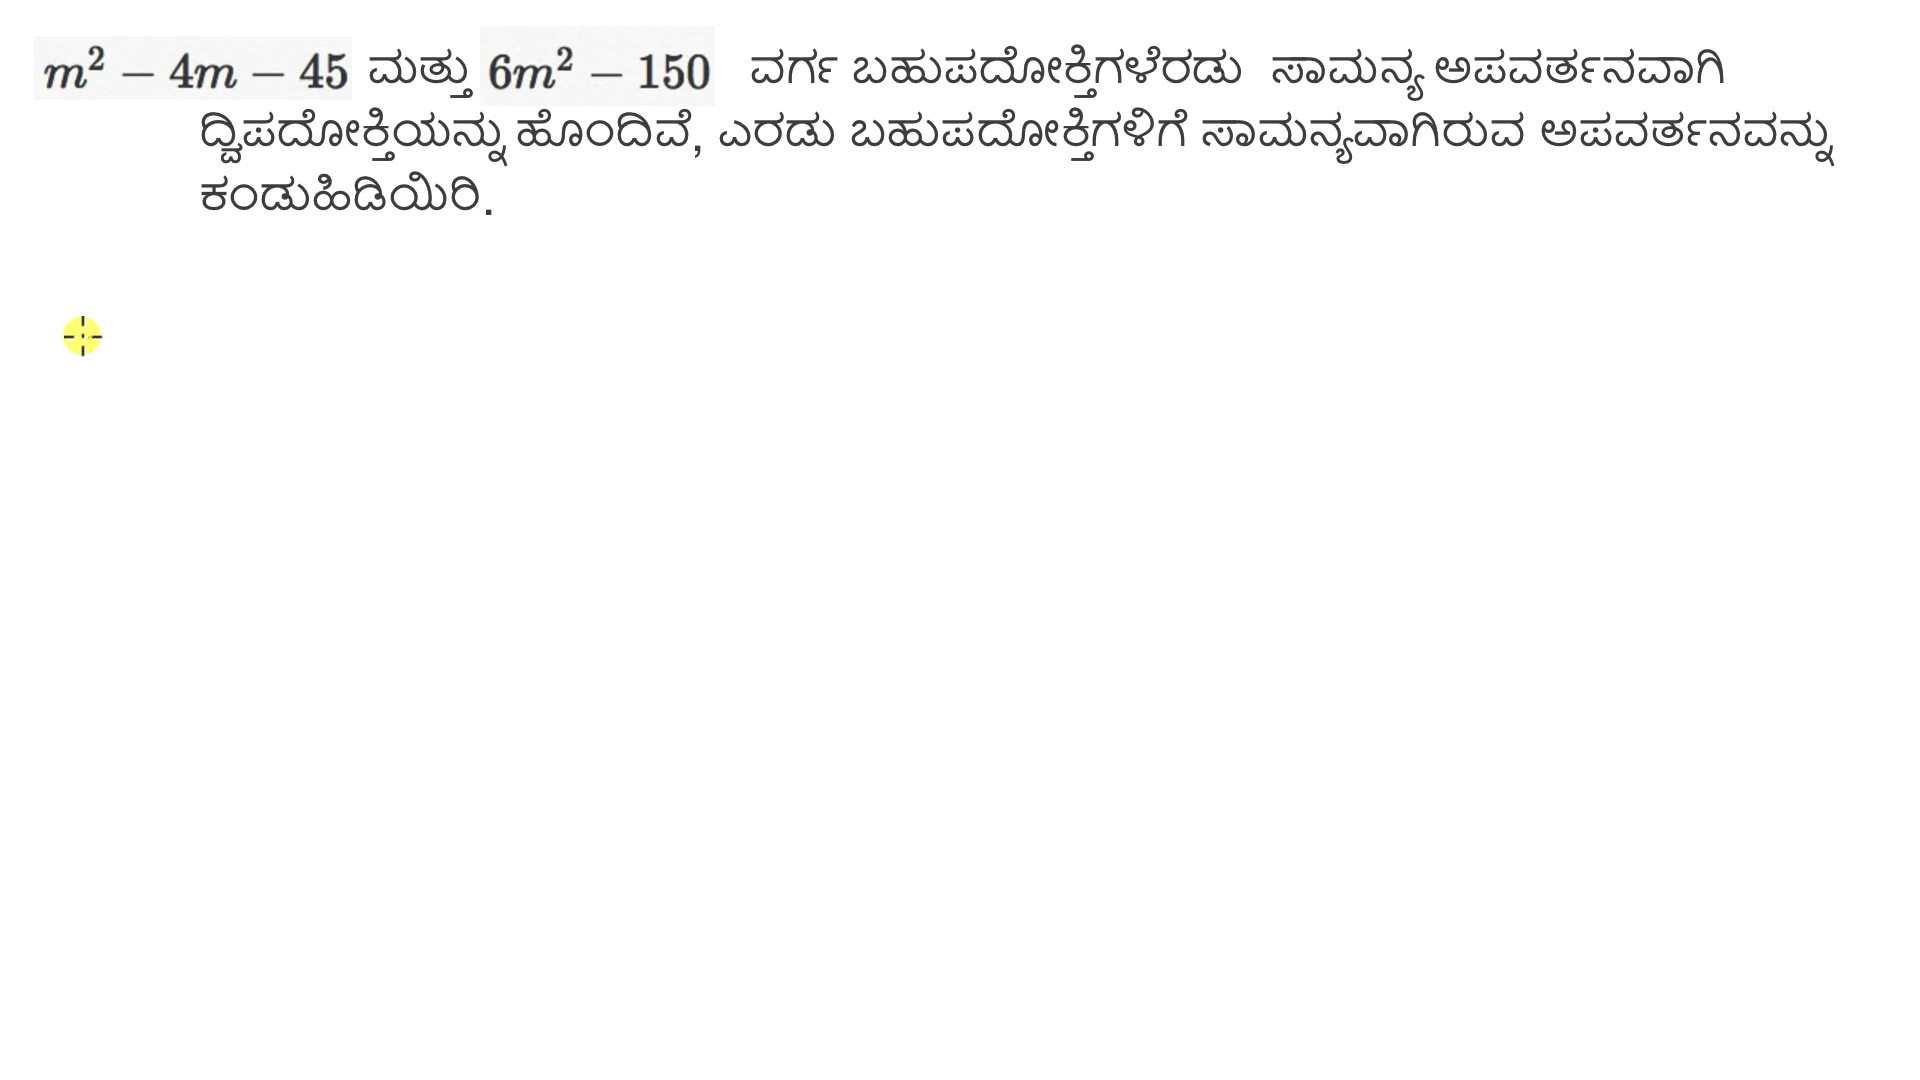 m² − 4m − 45 ಮತ್ತು 6m² − 150 ವರ್ಗ ಬಹುಪದೋಕ್ತಿಗಳೆರಡು ಸಾಮನ್ಯ ಅಪವರ್ತನವಾಗಿ
ದ್ವಿಪದೋಕ್ತಿಯನ್ನು ಹೊಂದಿವೆ, ಎರಡು ಬಹುಪದೋಕ್ತಿಗಳಿಗೆ ಸಾಮನ್ಯವಾಗಿರುವ ಅಪವರ್ತನವನ್ನು
ಕಂಡುಹಿಡಿಯಿರಿ.